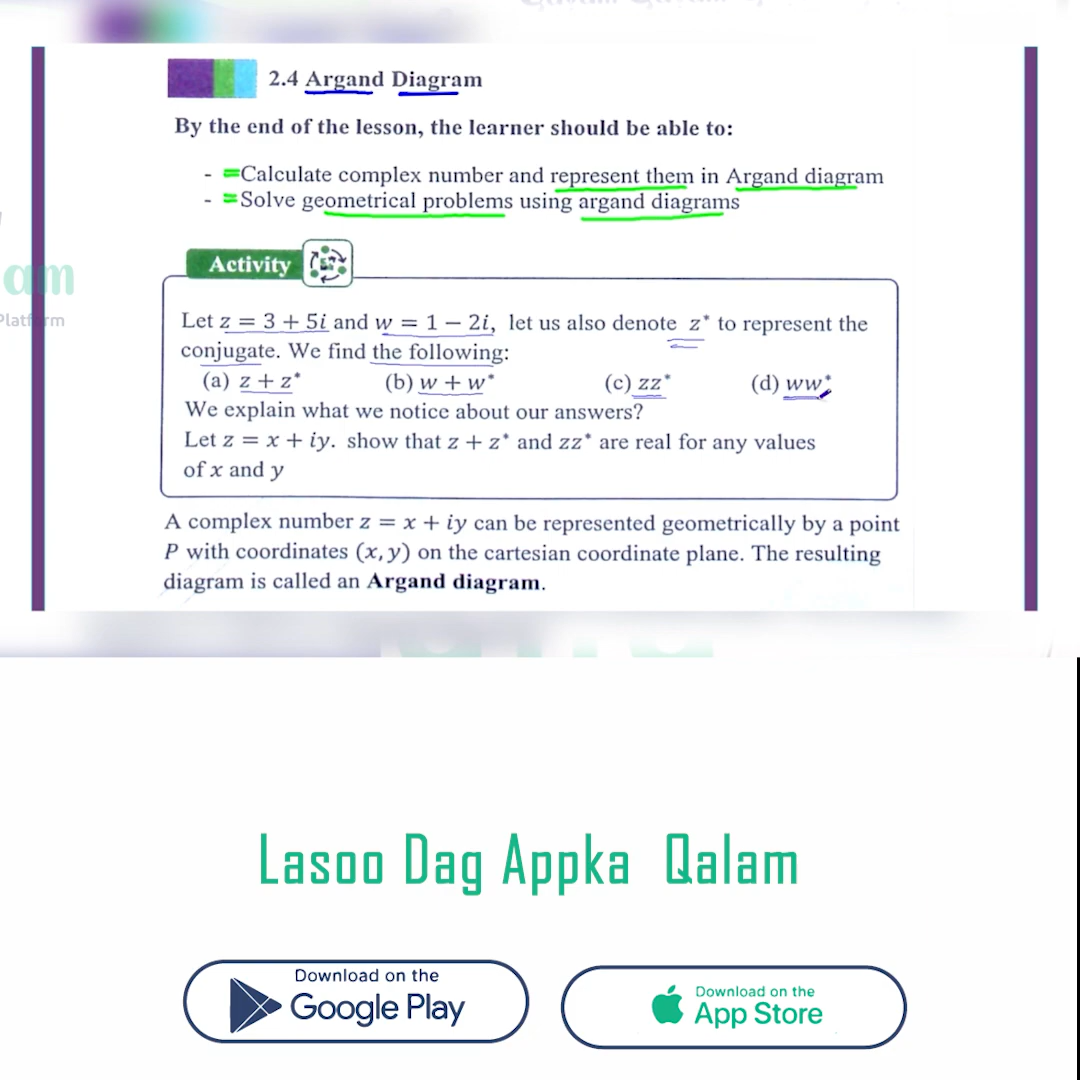 2.4 Argand Diagram
By the end of the lesson, the learner should be able to:
- =Calculate complex number and represent them in Argand diagram
- =Solve geometrical problems using argand diagrams
Activity
am
Platform
Let z = 3 + 5i and w = 1 − 2i, let us also denote z* to represent the
conjugate. We find the following:
(a) z + z* (b) w + w* (c) zz* (d) ww*
We explain what we notice about our answers?
Let z = x + iy. show that z + z* and zz* are real for any values
of x and y
A complex number z = x + iy can be represented geometrically by a point
P with coordinates (x, y) on the cartesian coordinate plane. The resulting
diagram is called an Argand diagram.
Lasoo Dag Appka Qalam
Download on the
Google Play
Download on the
App Store